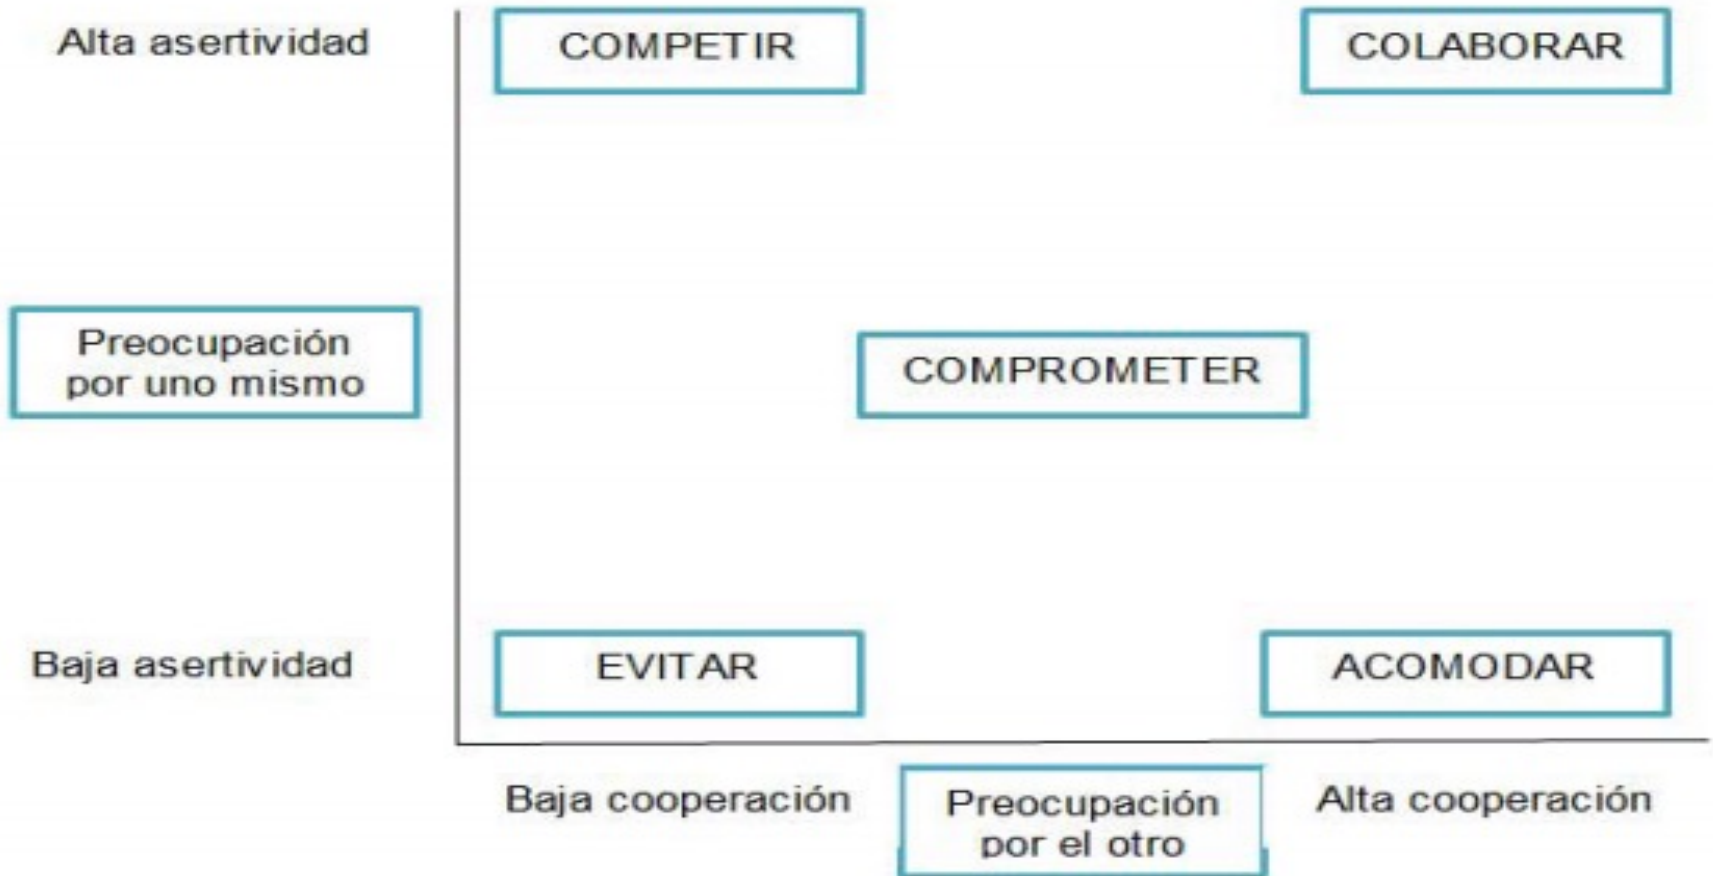 Alta asertividad
COMPETIR
COLABORAR
Preocupación
por uno mismo
COMPROMETER
Baja asertividad
EVITAR
ACOMODAR
Baja cooperación
Preocupación
por el otro
Alta cooperación